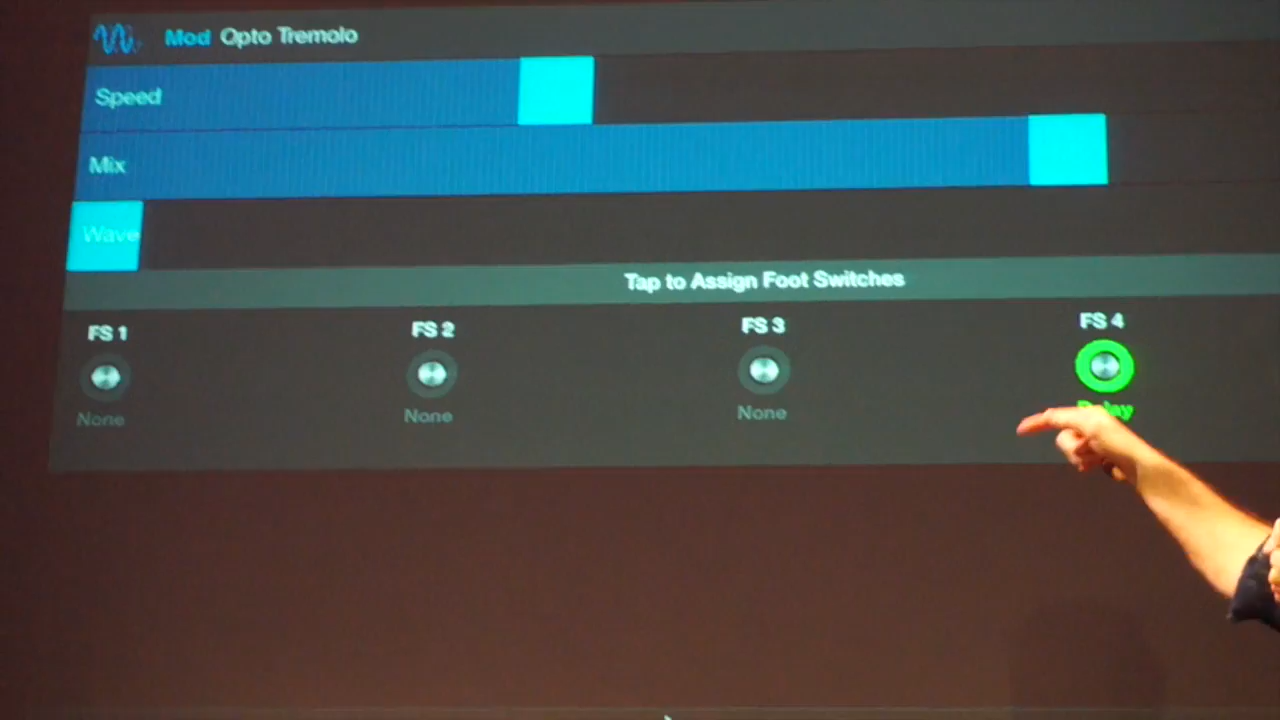 Mod Opto Tremolo
Speed
Mix
Wave
Tap to Assign Foot Switches
FS 1 FS 2 FS 3 FS 4
None None None Delay